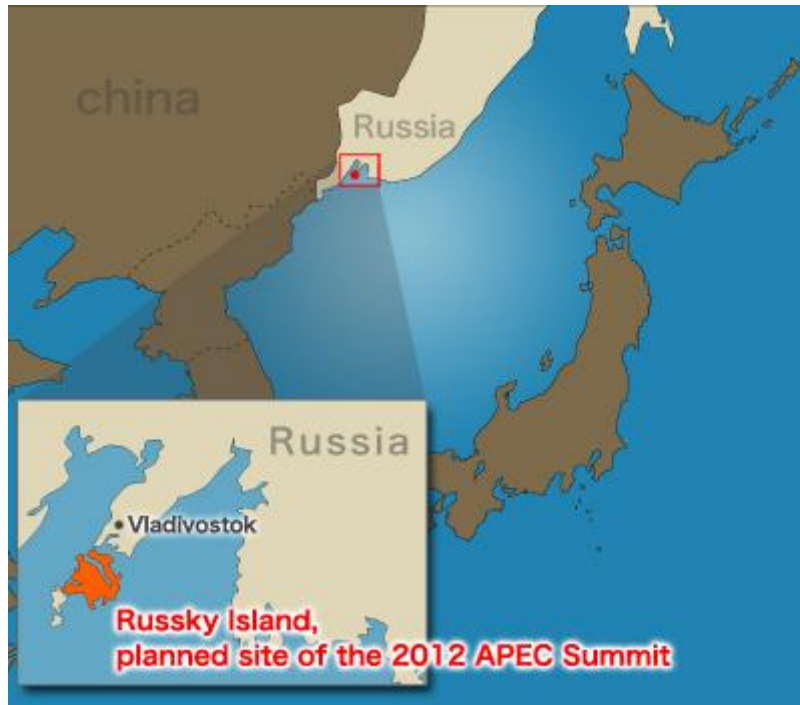 china
Russia
Russia
Vladivostok
Russky Island,
planned site of the 2012 APEC Summit